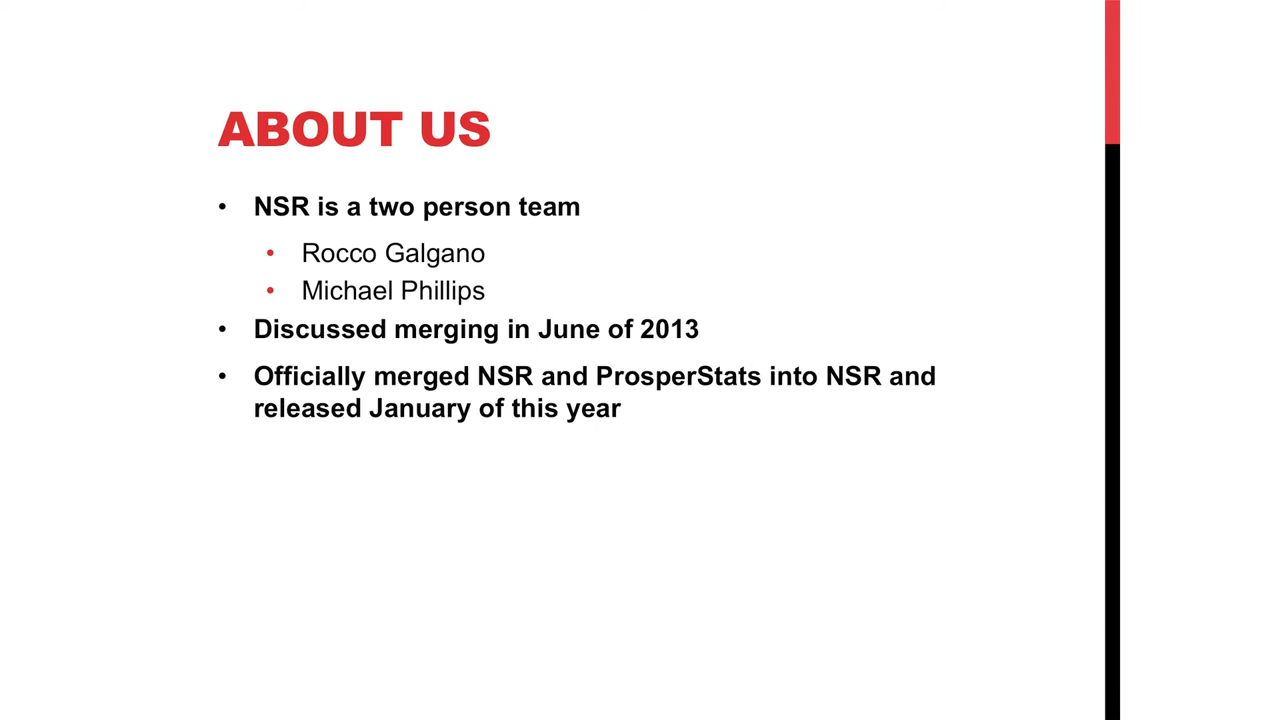 ABOUT US
• NSR is a two person team
• Rocco Galgano
• Michael Phillips
• Discussed merging in June of 2013
• Officially merged NSR and ProsperStats into NSR and
released January of this year